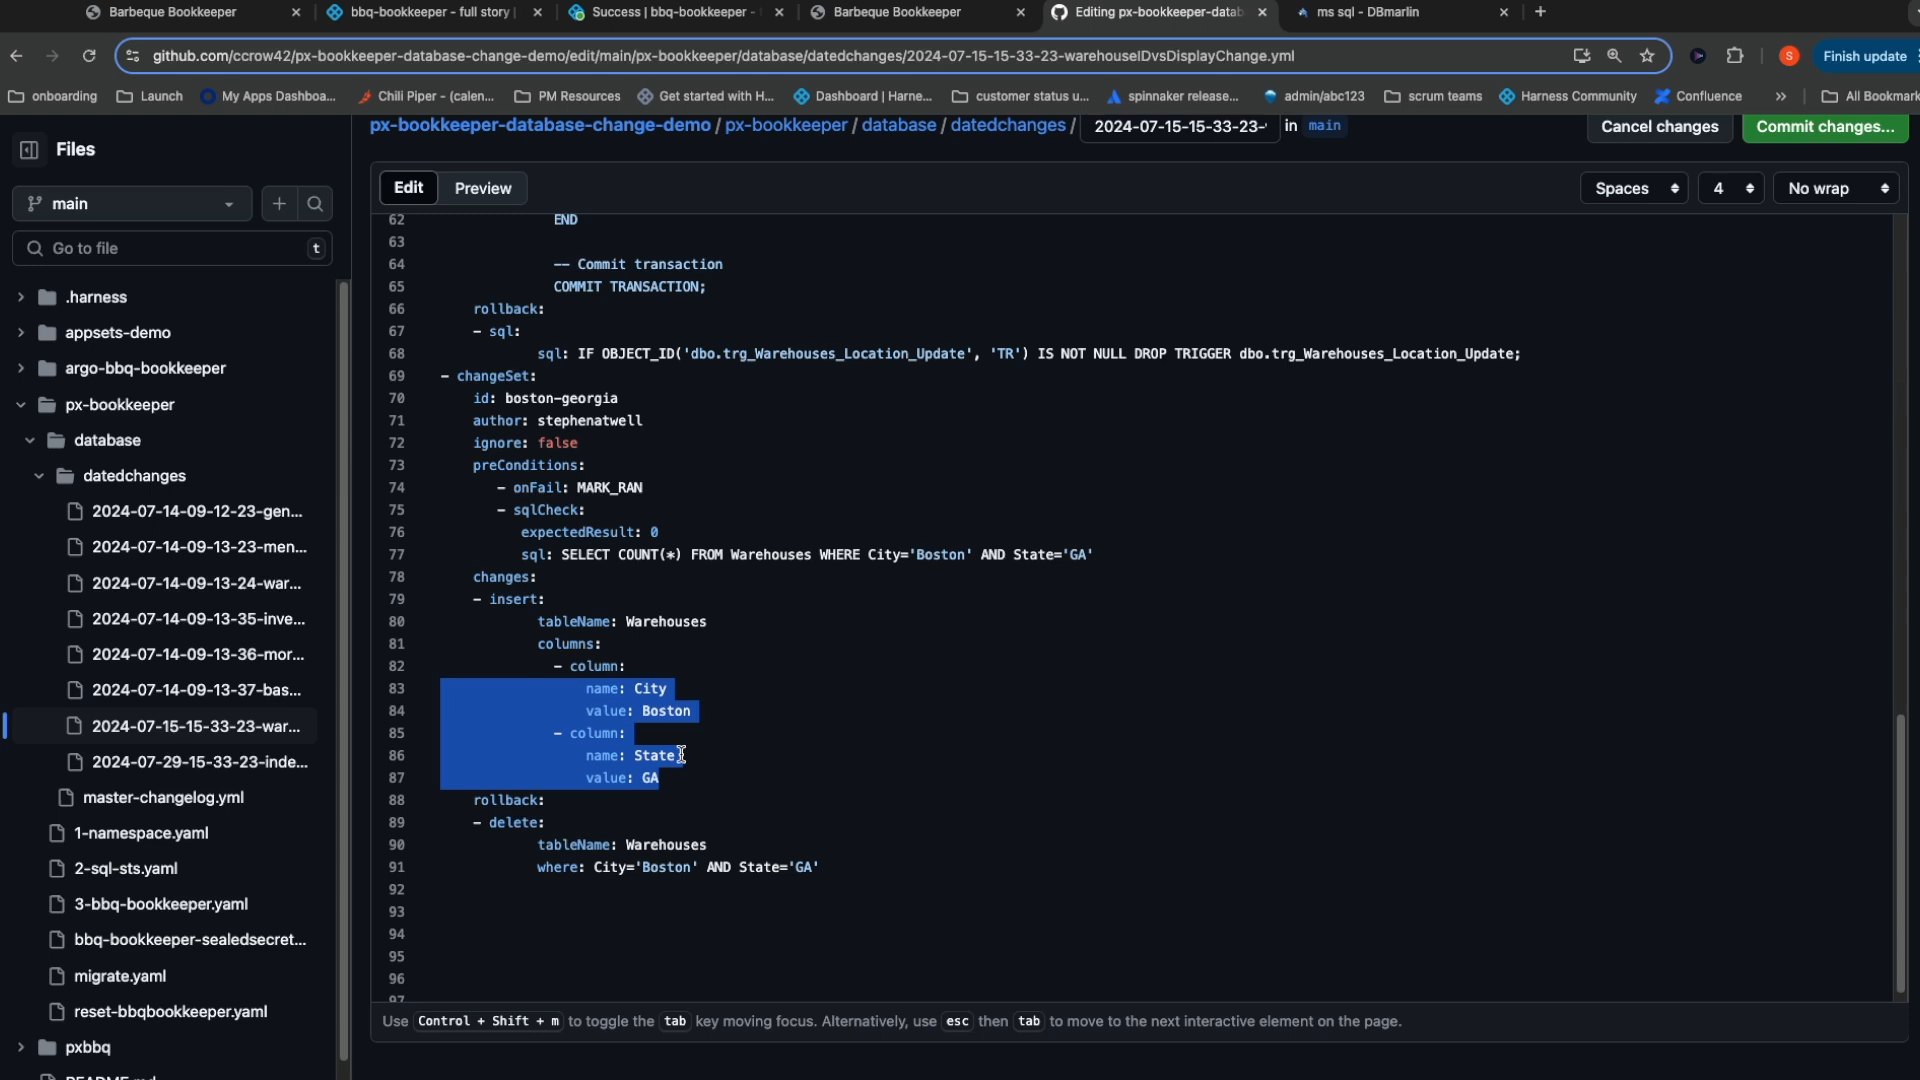 Barbeque Bookkeeper
bbq-bookkeeper - full story
Success | bbq-bookkeeper -
Barbeque Bookkeeper
Editing px-bookkeeper-datab
ms sql - DBmarlin
github.com/ccrow42/px-bookkeeper-database-change-demo/edit/main/px-bookkeeper/database/datedchanges/2024-07-15-15-33-23-warehouseIDvsDisplayChange.yml
S
Finish update
onboarding
Launch
My Apps Dashboa...
Chili Piper - (calen...
PM Resources
Get started with H...
Dashboard | Harne...
customer status u...
spinnaker release...
admin/abc123
scrum teams
Harness Community
Confluence
»
All Bookmark
px-bookkeeper-database-change-demo / px-bookkeeper / database / datedchanges / 2024-07-15-15-33-23- in main
Cancel changes
Commit changes...
Files
main
Go to file
t
.harness
appsets-demo
argo-bbq-bookkeeper
px-bookkeeper
database
datedchanges
2024-07-14-09-12-23-gen...
2024-07-14-09-13-23-men...
2024-07-14-09-13-24-war...
2024-07-14-09-13-35-inve...
2024-07-14-09-13-36-mor...
2024-07-14-09-13-37-bas...
2024-07-15-15-33-23-war...
2024-07-29-15-33-23-inde...
master-changelog.yml
1-namespace.yaml
2-sql-sts.yaml
3-bbq-bookkeeper.yaml
bbq-bookkeeper-sealedsecret...
migrate.yaml
reset-bbqbookkeeper.yaml
pxbbq
README.md
Edit
Preview
Spaces
4
No wrap
62 END
63
64 -- Commit transaction
65 COMMIT TRANSACTION;
66 rollback:
67 - sql:
68 sql: IF OBJECT_ID('dbo.trg_Warehouses_Location_Update', 'TR') IS NOT NULL DROP TRIGGER dbo.trg_Warehouses_Location_Update;
69 - changeSet:
70 id: boston-georgia
71 author: stephenatwell
72 ignore: false
73 preConditions:
74 - onFail: MARK_RAN
75 - sqlCheck:
76 expectedResult: 0
77 sql: SELECT COUNT(*) FROM Warehouses WHERE City='Boston' AND State='GA'
78 changes:
79 - insert:
80 tableName: Warehouses
81 columns:
82 - column:
83 name: City
84 value: Boston
85 - column:
86 name: State
87 value: GA
88 rollback:
89 - delete:
90 tableName: Warehouses
91 where: City='Boston' AND State='GA'
92
93
94
95
96
97
Use Control + Shift + m to toggle the tab key moving focus. Alternatively, use esc then tab to move to the next interactive element on the page.